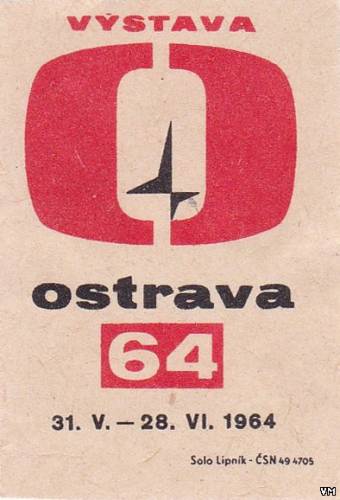 VÝSTAVA
ostrava
64
31. V. – 28. VI. 1964
Solo Lipník - ČSN 49 4705
VM